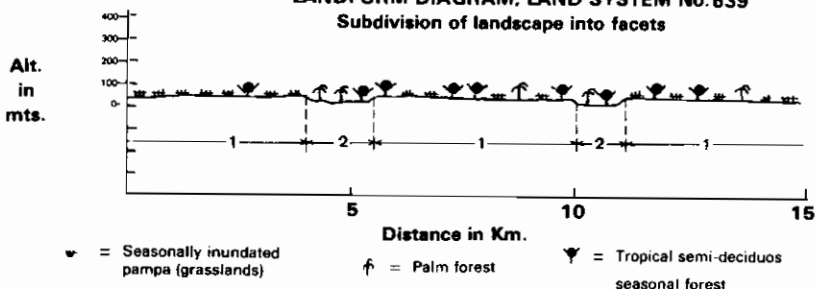 LANDFORM DIAGRAM, LAND SYSTEM No. 839
Subdivision of landscape into facets
Alt.
in
mts.
400
300
200
100
0
1
2
1
2
1
5
10
15
Distance in Km.
= Seasonally inundated
pampa (grasslands)
= Palm forest
= Tropical semi-deciduos
seasonal forest